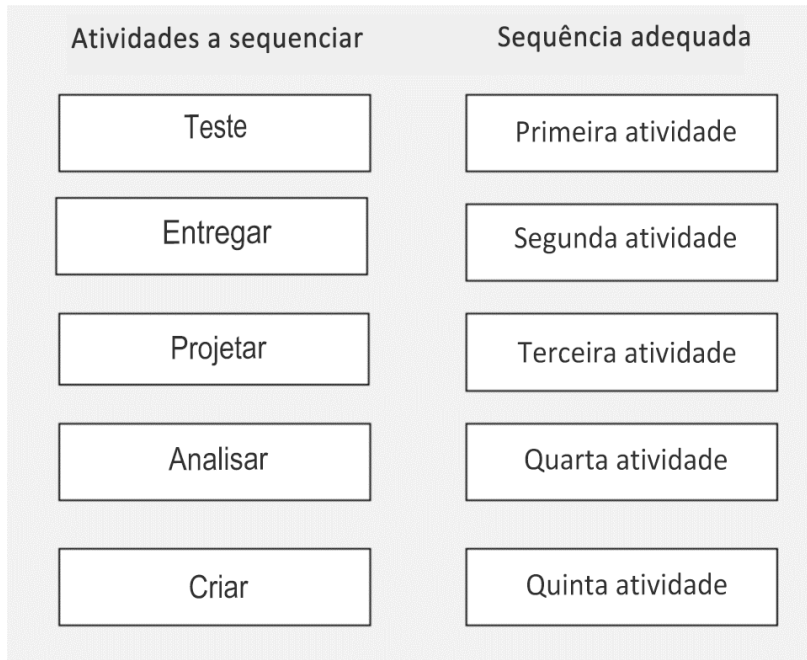 Atividades a sequenciar
Sequência adequada
Teste
Primeira atividade
Entregar
Segunda atividade
Projetar
Terceira atividade
Analisar
Quarta atividade
Criar
Quinta atividade